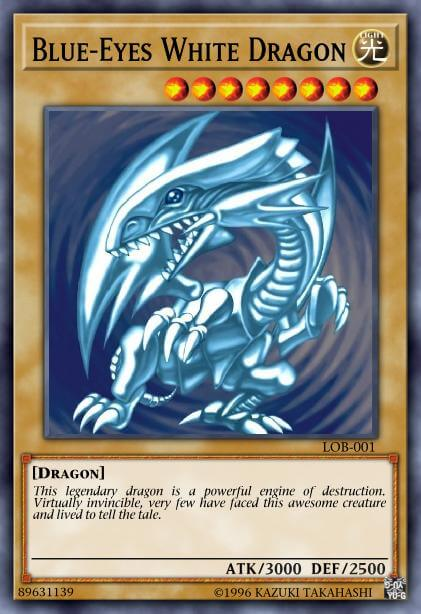 BLUE-EYES WHITE DRAGON
LIGHT
光
LOB-001
[DRAGON]
This legendary dragon is a powerful engine of destruction.
Virtually invincible, very few have faced this awesome creature
and lived to tell the tale.
ATK/3000 DEF/2500
89631139
©1996 KAZUKI TAKAHASHI